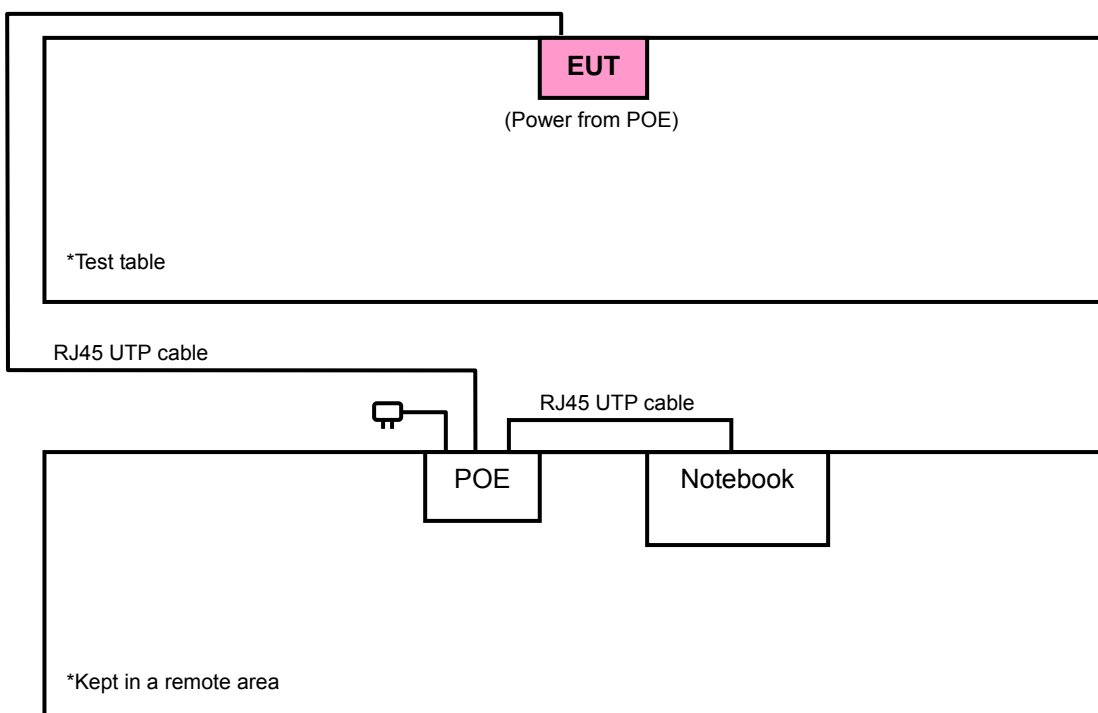 EUT
(Power from POE)
*Test table
RJ45 UTP cable
RJ45 UTP cable
POE
Notebook
*Kept in a remote area